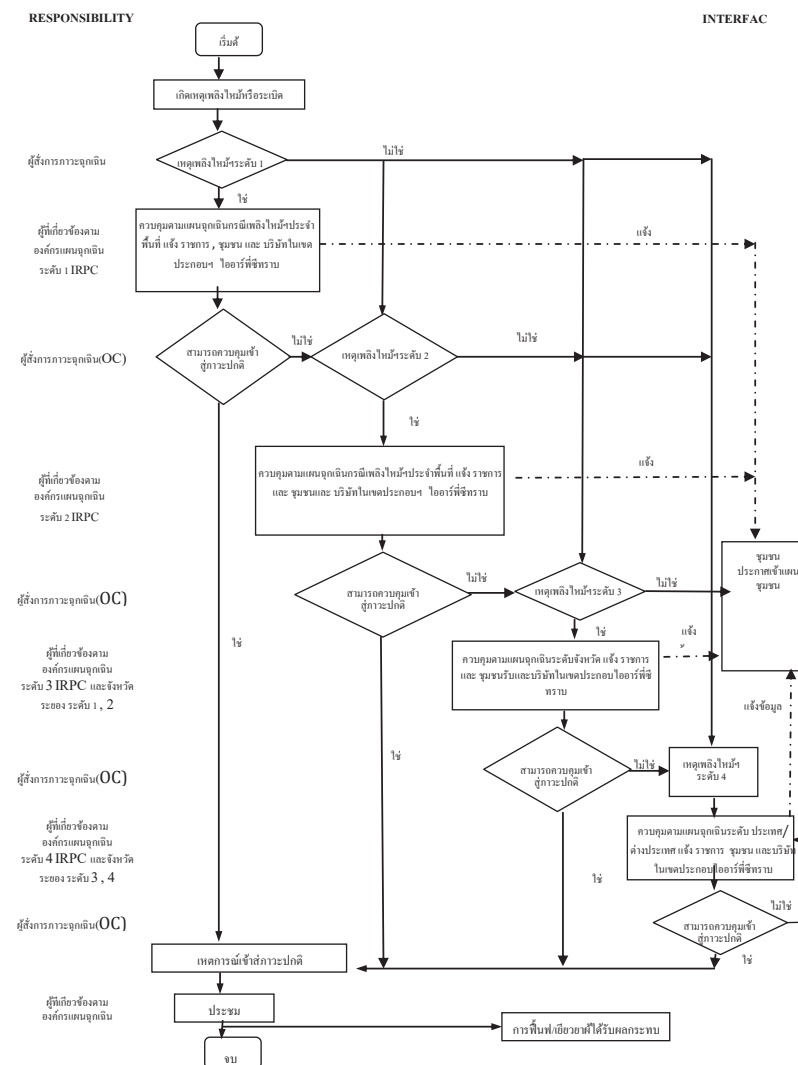 RESPONSIBILITY
INTERFAC
เริ่มต้
เกิดเหตุเพลิงไหม้หรือระเบิด
ผู้สั่งการภาวะฉุกเฉิน
เหตุเพลิงไหม้ฯระดับ 1
ไม่ใช่
ใช่
ผู้ที่เกี่ยวข้องตาม
องค์กรแผนฉุกเฉิน
ระดับ 1 IRPC
ควบคุมตามแผนฉุกเฉินกรณีเพลิงไหม้ฯประจำ
พื้นที่ แจ้ง ราชการ , ชุมชน และ บริษัทในเขต
ประกอบฯ ไออาร์พีซีทราบ
แจ้ง
ผู้สั่งการภาวะฉุกเฉิน(OC)
สามารถควบคุมเข้า
สู่ภาวะปกติ
ไม่ใช่
เหตุเพลิงไหม้ฯระดับ 2
ไม่ใช่
ใช่
ผู้ที่เกี่ยวข้องตาม
องค์กรแผนฉุกเฉิน
ระดับ 2 IRPC
ควบคุมตามแผนฉุกเฉินกรณีเพลิงไหม้ฯประจำพื้นที่ แจ้ง ราชการ
และ ชุมชนและ บริษัทในเขตประกอบฯ ไออาร์พีซีทราบ
แจ้ง
ชุมชน
ประกาศเข้าแผน
ชุมชน
ผู้สั่งการภาวะฉุกเฉิน(OC)
สามารถควบคุมเข้า
สู่ภาวะปกติ
ไม่ใช่
เหตุเพลิงไหม้ฯระดับ 3
ไม่ใช่
ใช่
ใช่
แจ้ง
ผู้ที่เกี่ยวข้องตาม
องค์กรแผนฉุกเฉิน
ระดับ 3 IRPC และจังหวัด
ระยอง ระดับ 1 , 2
ควบคุมตามแผนฉุกเฉินระดับจังหวัด แจ้ง ราชการ
และ ชุมชนรับและบริษัทในเขตประกอบไออาร์พีซี
ทราบ
แจ้งข้อมูล
ผู้สั่งการภาวะฉุกเฉิน(OC)
ใช่
สามารถควบคุมเข้า
สู่ภาวะปกติ
ไม่ใช่
เหตุเพลิงไหม้ฯ
ระดับ 4
ผู้ที่เกี่ยวข้องตาม
องค์กรแผนฉุกเฉิน
ระดับ 4 IRPC และจังหวัด
ระยอง ระดับ 3 , 4
ควบคุมตามแผนฉุกเฉินระดับ ประเทศ/
ต่างประเทศ แจ้ง ราชการ ชุมชน และบริษัท
ในเขตประกอบไออาร์พีซีทราบ
ใช่
ผู้สั่งการภาวะฉุกเฉิน(OC)
สามารถควบคุมเข้า
สู่ภาวะปกติ
ไม่ใช่
ใช่
เหตการณ์เข้าสู่ภาวะปกติ
ผู้ที่เกี่ยวข้องตาม
องค์กรแผนฉุกเฉิน
ประชม
การฟื้นฟ/เยียวยาผ้ได้รับผลกระทบ
จบ